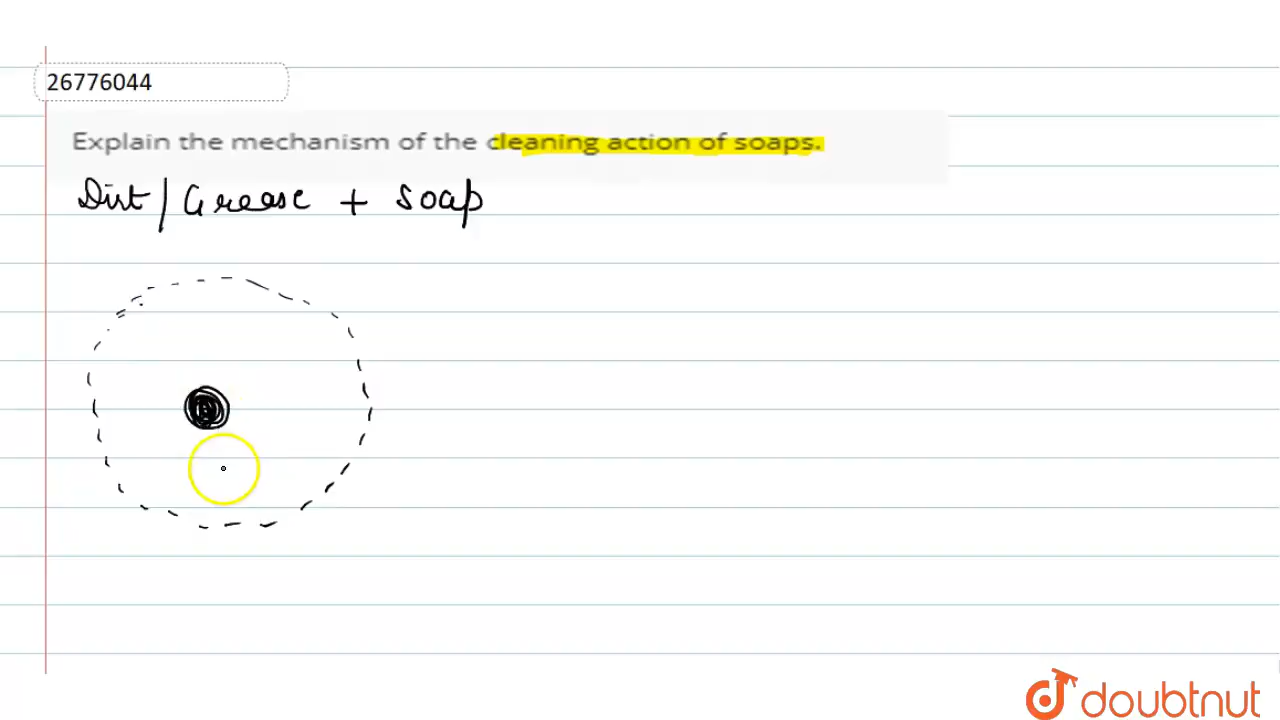 26776044
Explain the mechanism of the cleaning action of soaps.
Dirt / Grease + Soap
doubtnut